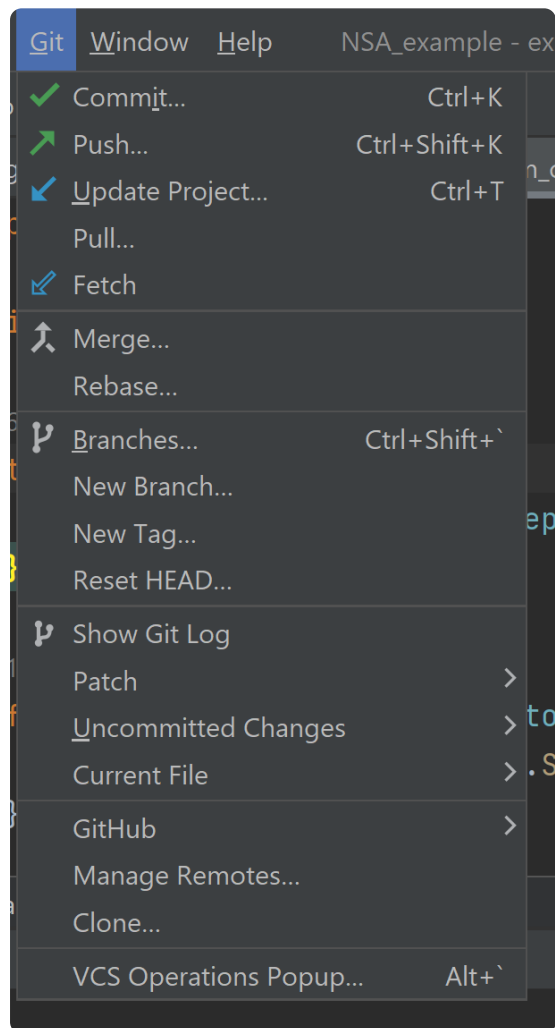 Git Window Help NSA_example - ex
Commit... Ctrl+K
Push... Ctrl+Shift+K
Update Project... Ctrl+T
Pull...
Fetch
Merge...
Rebase...
Branches... Ctrl+Shift+`
New Branch...
New Tag...
Reset HEAD...
Show Git Log
Patch
Uncommitted Changes
Current File
GitHub
Manage Remotes...
Clone...
VCS Operations Popup... Alt+`